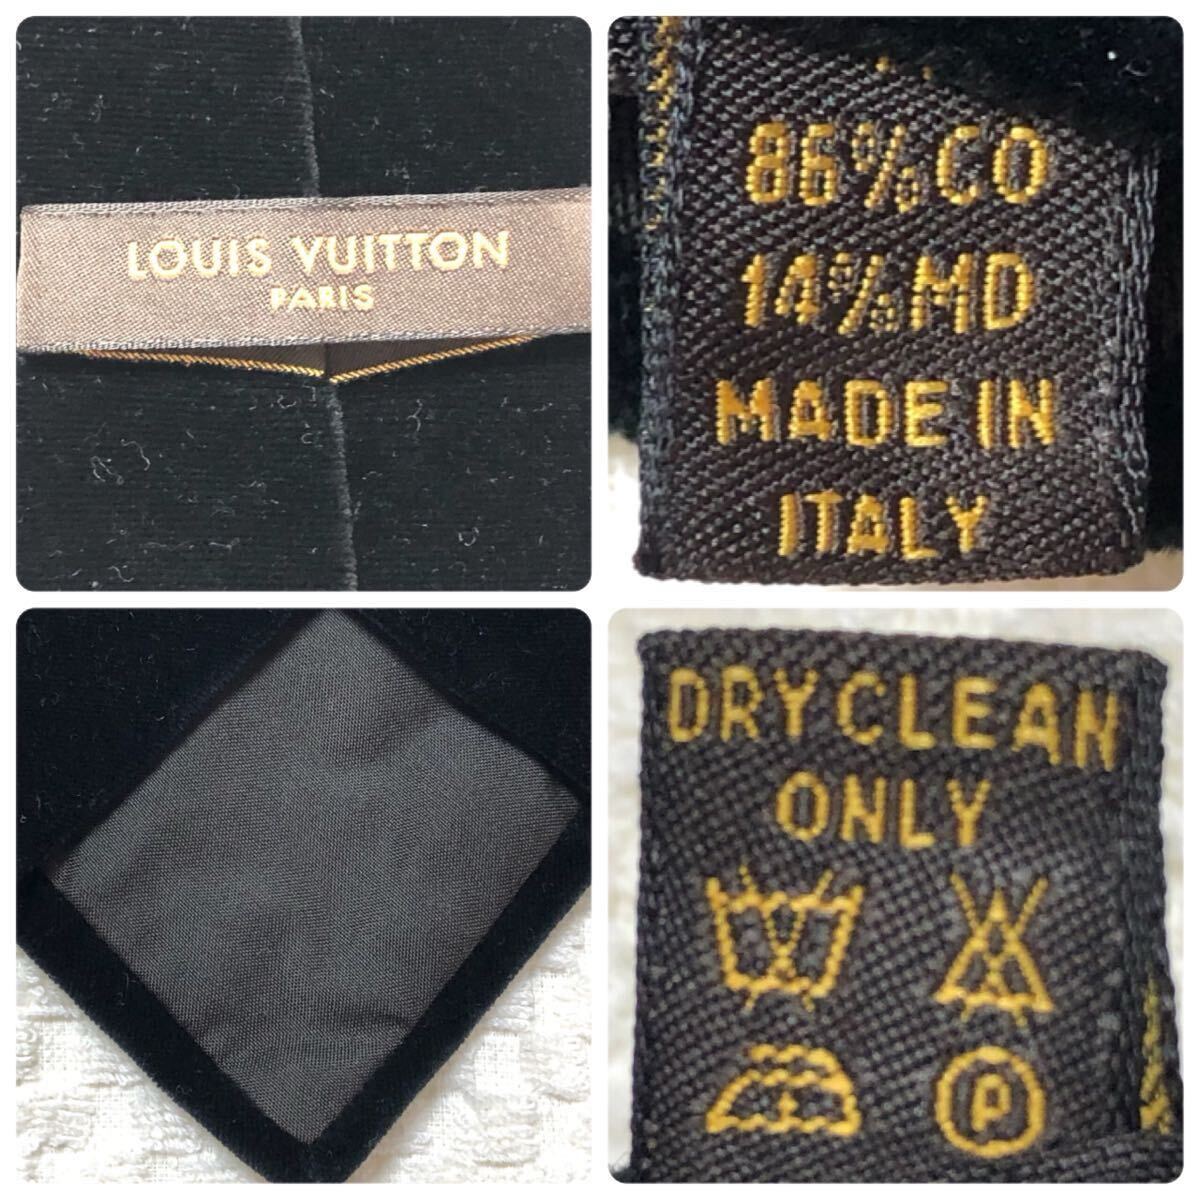 LOUIS VUITTON
PARIS
86% CO
14% MD
MADE IN
ITALY
DRY CLEAN
ONLY
P